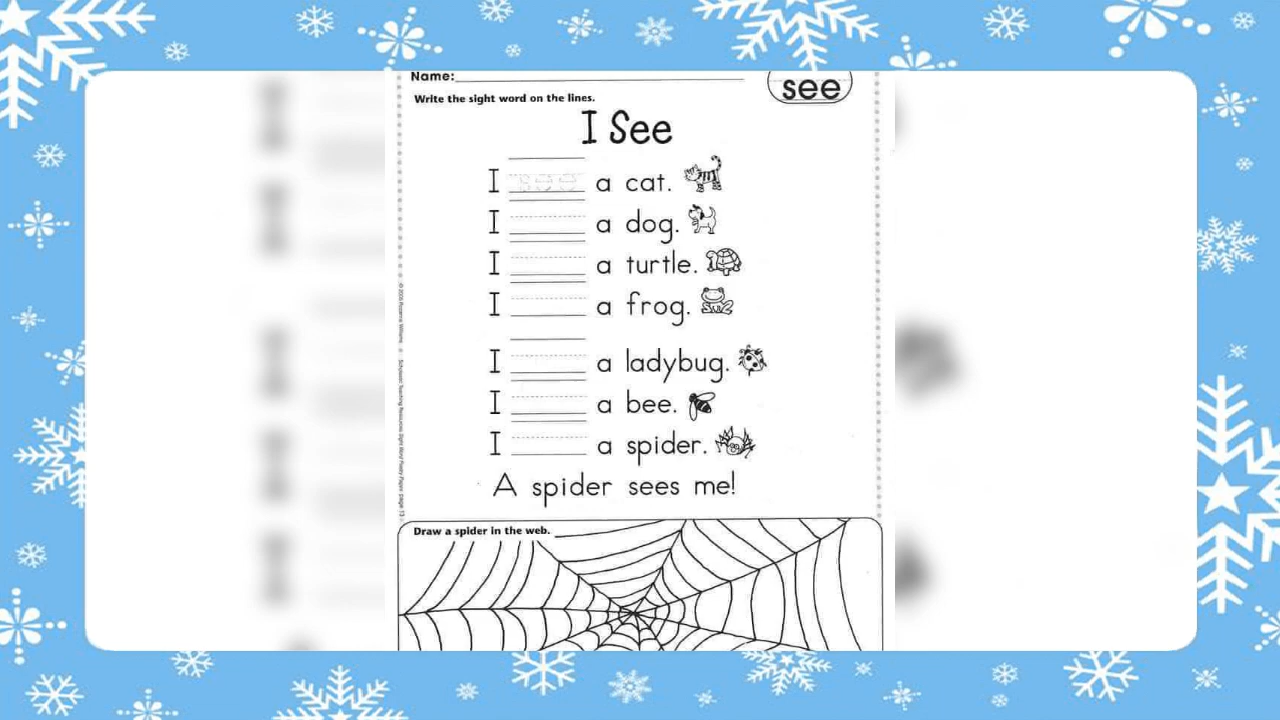 Name:
see
Write the sight word on the lines.
I See
I see a cat.
I a dog.
I a turtle.
I a frog.
I a ladybug.
I a bee.
I a spider.
A spider sees me!
Draw a spider in the web.